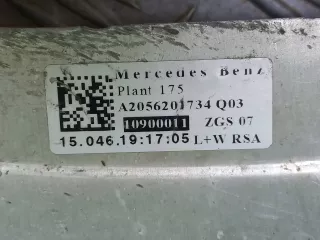 Mercedes Benz
Plant 175
A2056201734 Q03
10900011 ZGS 07
15.046.19:17:05 L+W RSA